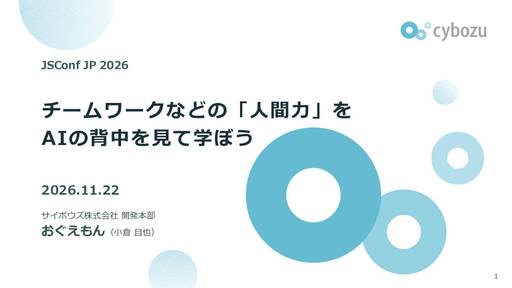 cybozu
JSConf JP 2026
チームワークなどの「人間力」を
AIの背中を見て学ぼう
2026.11.22
サイボウズ株式会社 開発本部
おぐえもん（小倉 且也）
1